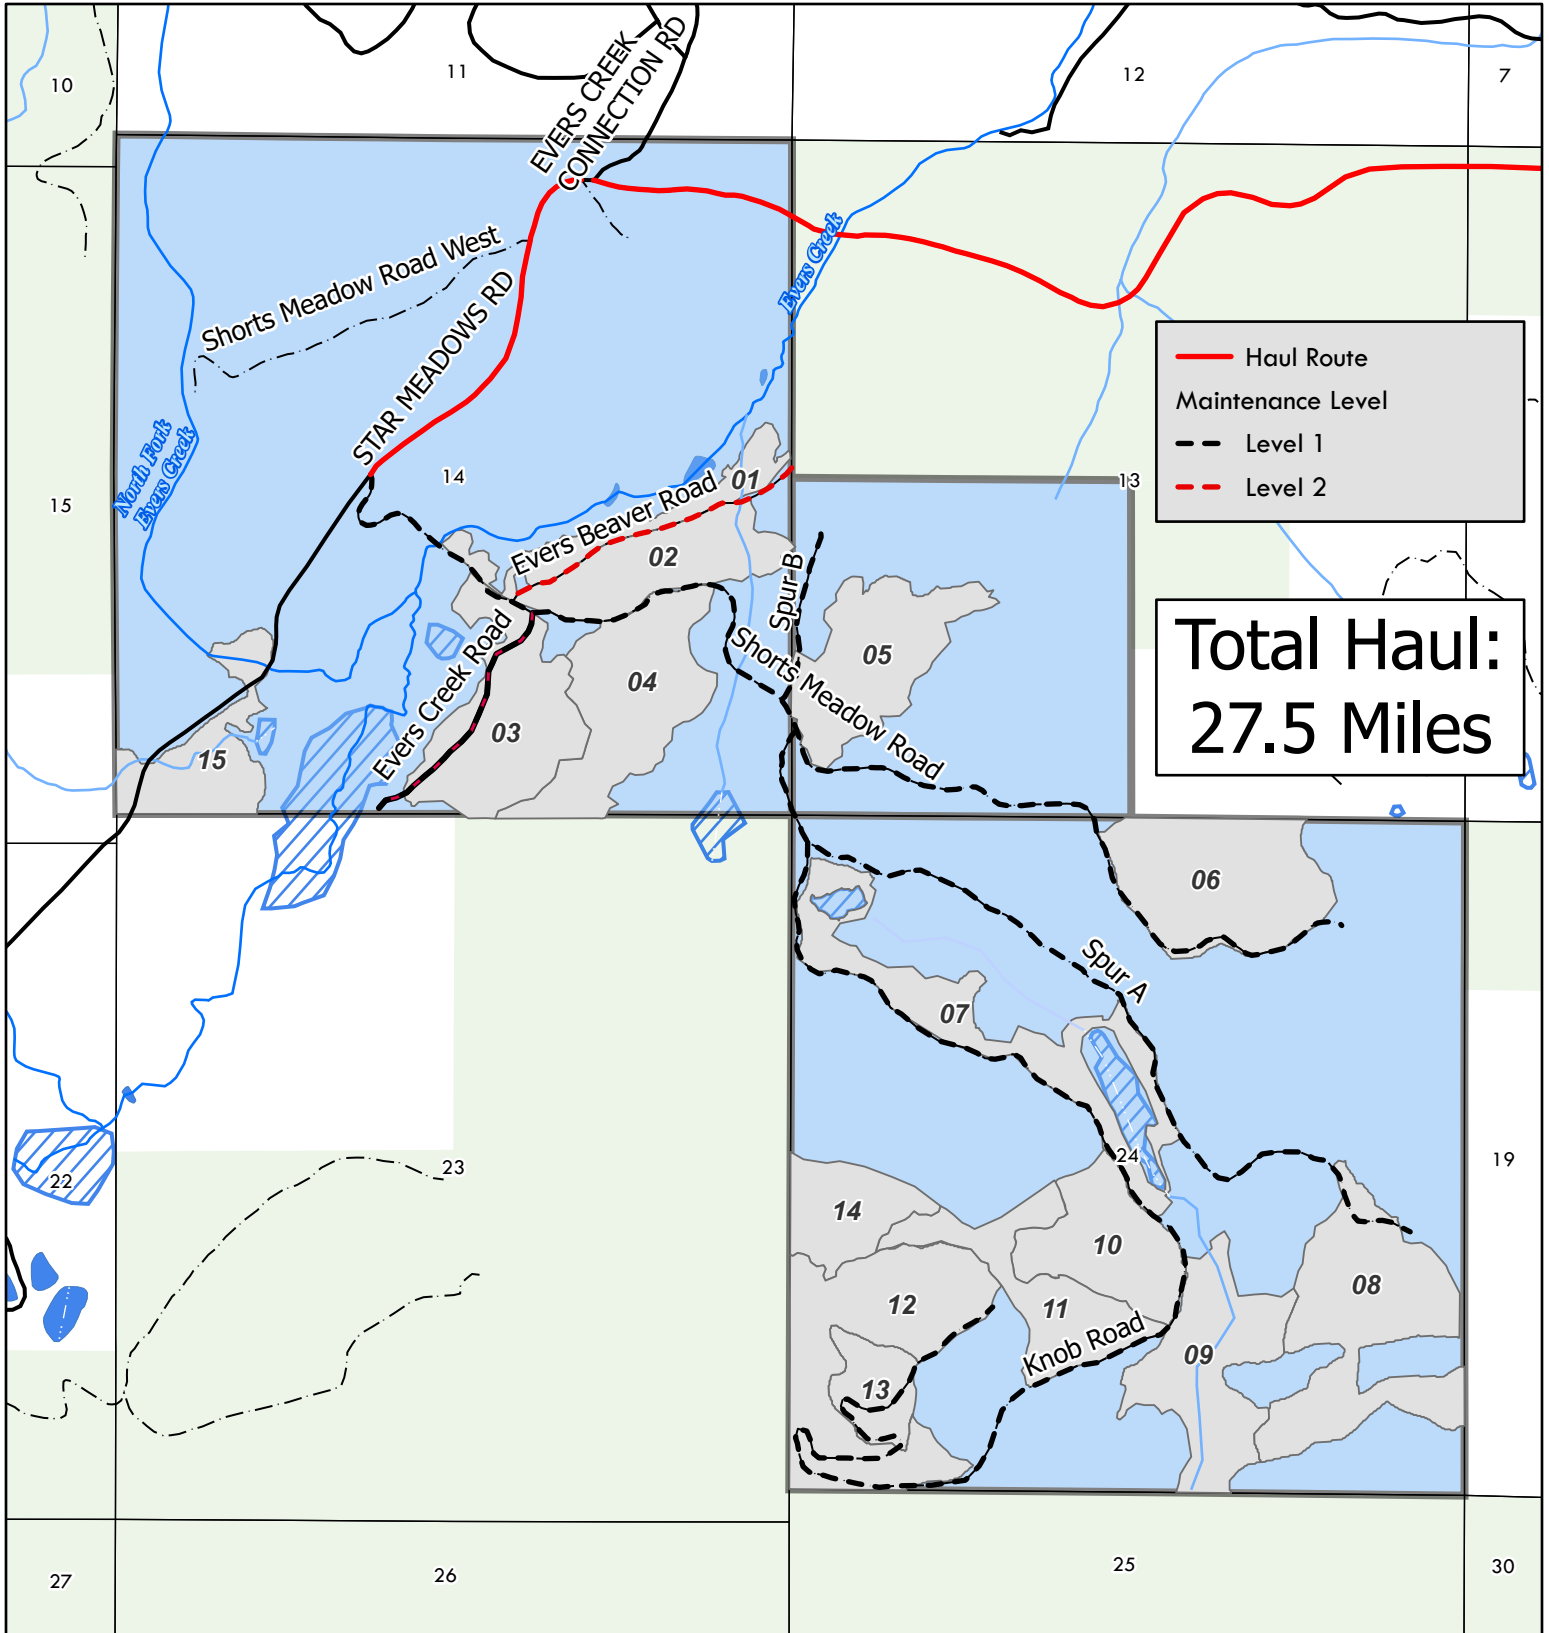 10
11
12
7
EVERS CREEK
CONNECTION RD
Shorts Meadow Road West
Evers Creek
STAR MEADOWS RD
Haul Route
Maintenance Level
Level 1
Level 2
North Fork
Evers Creek
15
14
01
13
Evers Beaver Road
02
Spur B
Total Haul:
27.5 Miles
Evers Creek Road
04
05
Shorts Meadow Road
03
15
06
Spur A
07
22
23
24
19
14
10
08
12
11
Knob Road
09
13
27
26
25
30